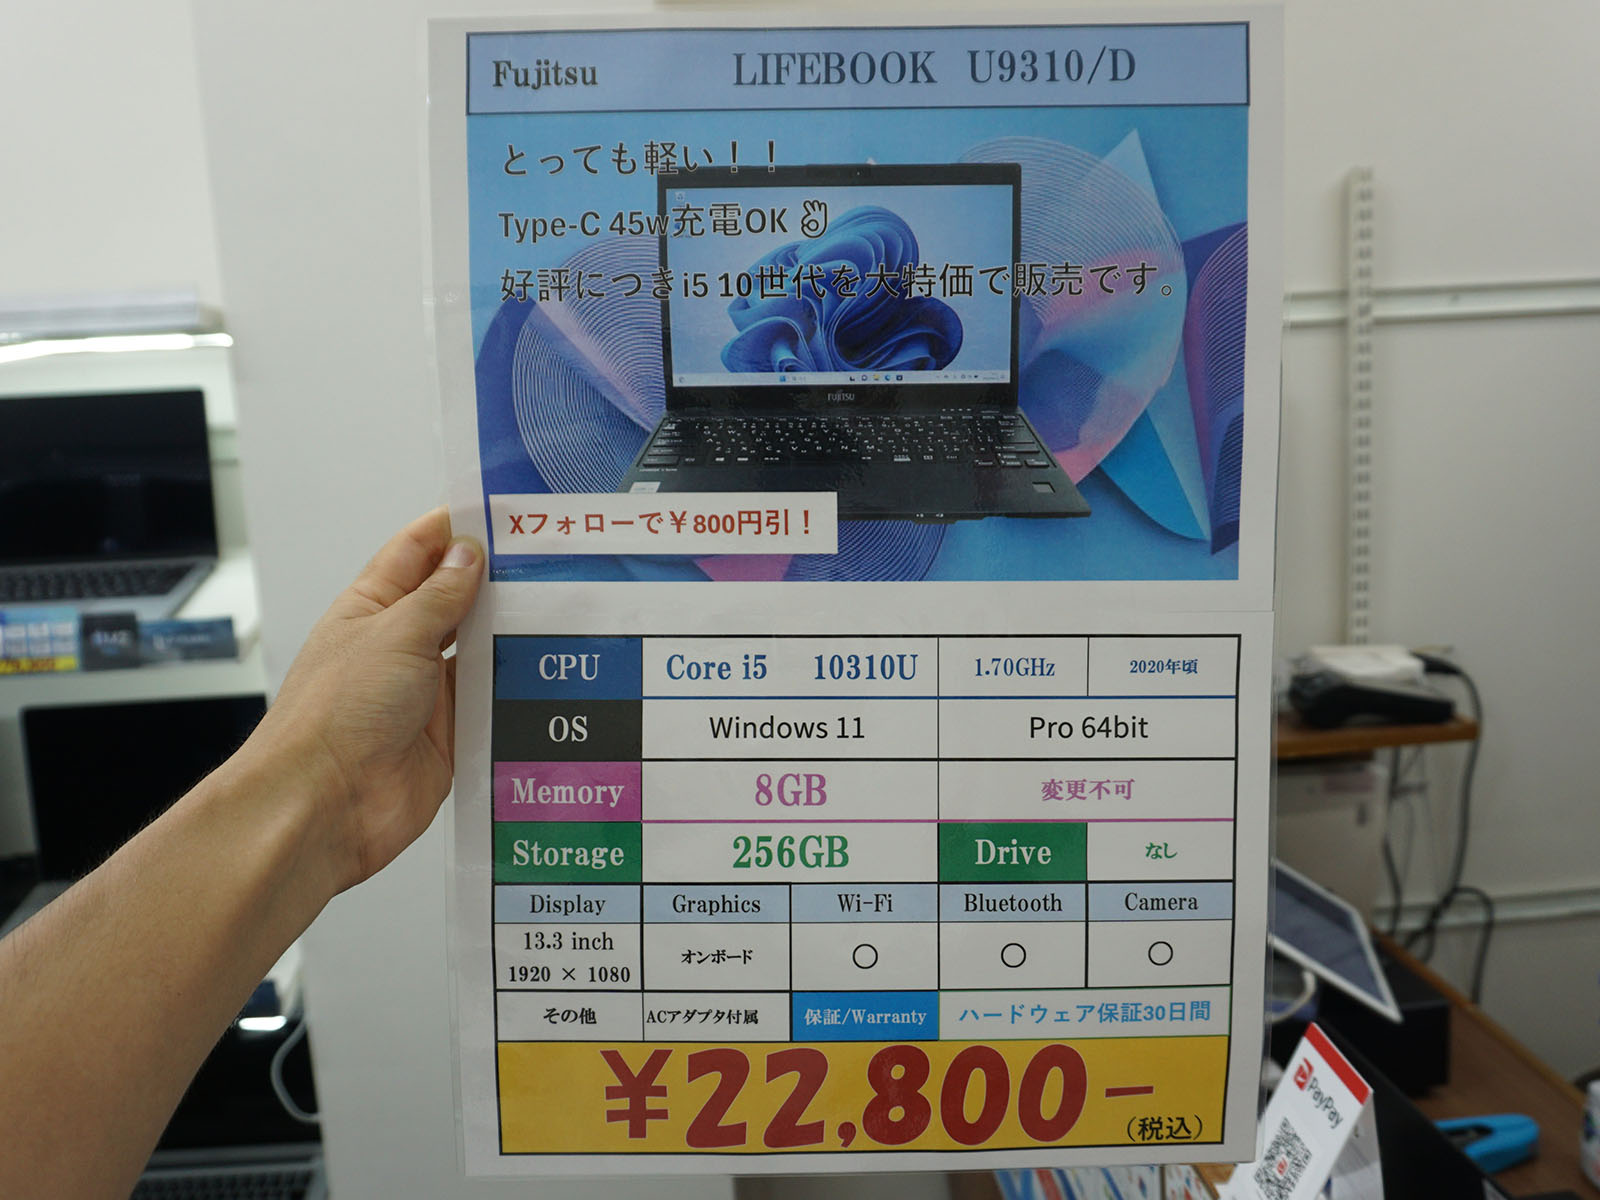 Fujitsu LIFEBOOK U9310/D
とっても軽い！！
Type-C 45w充電OK👌
好評につきi5 10世代を大特価で販売です。
FUJITSU
Xフォローで￥800円引！
CPU Core i5 10310U 1.70GHz 2020年頃
OS Windows 11 Pro 64bit
Memory 8GB 変更不可
Storage 256GB Drive なし
Display Graphics Wi-Fi Bluetooth Camera
13.3 inch
1920 × 1080 オンボード ○ ○ ○
その他 ACアダプタ付属 保証/Warranty ハードウェア保証30日間
￥22,800−
(税込)
PayPay